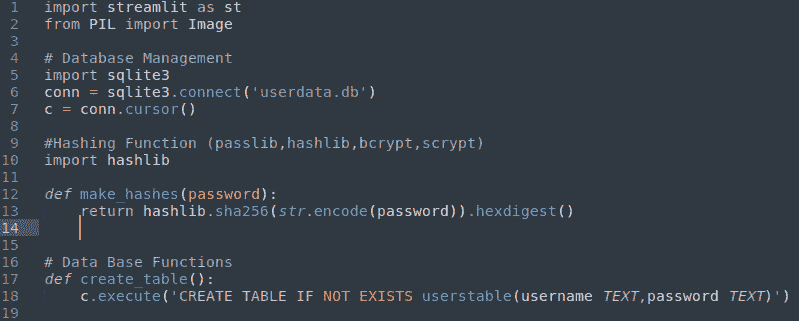 1 import streamlit as st
2 from PIL import Image
3
4 # Database Management
5 import sqlite3
6 conn = sqlite3.connect('userdata.db')
7 c = conn.cursor()
8
9 #Hashing Function (passlib,hashlib,bcrypt,scrypt)
10 import hashlib
11
12 def make_hashes(password):
13     return hashlib.sha256(str.encode(password)).hexdigest()
14
15
16 # Data Base Functions
17 def create_table():
18     c.execute('CREATE TABLE IF NOT EXISTS userstable(username TEXT,password TEXT)')
19